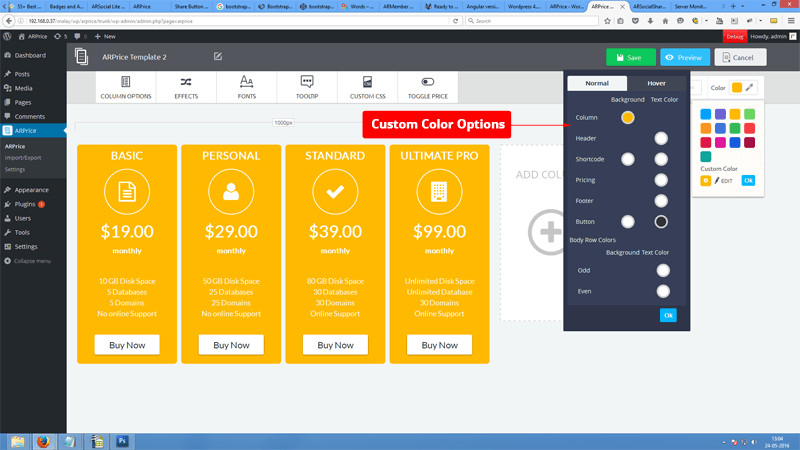 55+ Best ...
Badges and A...
ARSocial Lite ...
ARPrice
Share Button ...
bootstrap...
Bootstrap...
bootstrap...
Words – ...
ARMember ...
Ready to ...
Angular version...
Wordpress 4...
ARPrice - Wo...
ARPrice ...
ARSocialShar...
Server Monit...
192.168.0.37/malay/wp/arprice/trunk/wp-admin/admin.php?page=arprice
Search
ARPrice
5
0
New
Debug
Howdy, admin
Dashboard
Posts
Media
Pages
Comments
ARPrice
ARPrice
Import/Export
Settings
Appearance
Plugins
Users
Tools
Settings
Collapse menu
ARPrice Template 2
Save
Preview
Cancel
COLUMN OPTIONS
EFFECTS
FONTS
TOOLTIP
CUSTOM CSS
TOGGLE PRICE
Color
1000px
Custom Color Options
Normal
Hover
Background
Text Color
Column
Header
Shortcode
Pricing
Footer
Button
Body Row Colors
Background Text Color
Odd
Even
Ok
Custom Color
EDIT
Ok
BASIC
$19.00
monthly
10 GB Disk Space
5 Databases
5 Domains
No online Support
Buy Now
PERSONAL
$29.00
monthly
50 GB Disk Space
25 Databases
25 Domains
No online Support
Buy Now
STANDARD
$39.00
monthly
80 GB Disk Space
30 Databases
30 Domains
Online Support
Buy Now
ULTIMATE PRO
$99.00
monthly
Unlimited Disk Space
Unlimited Database
30 Domains
Online Support
Buy Now
ADD COLU
15:04
24-05-2016